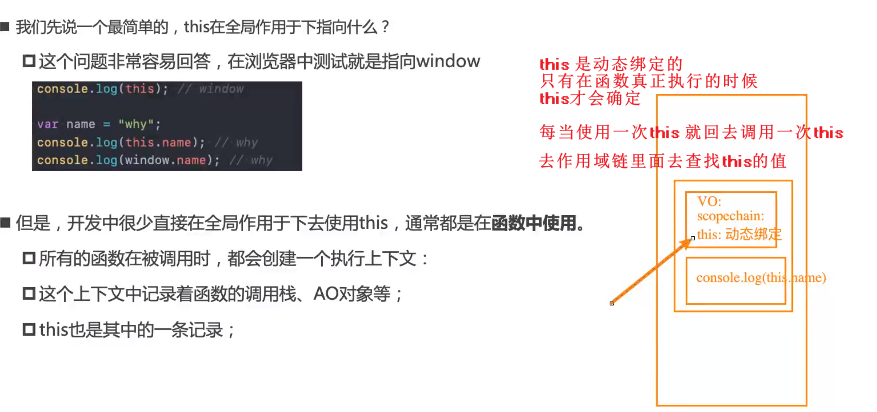 我们先说一个最简单的，this在全局作用于下指向什么？
这个问题非常容易回答，在浏览器中测试就是指向window
console.log(this); // window
var name = "why";
console.log(this.name); // why
console.log(window.name); // why
但是，开发中很少直接在全局作用于下去使用this，通常都是在函数中使用。
所有的函数在被调用时，都会创建一个执行上下文：
这个上下文中记录着函数的调用栈、AO对象等；
this也是其中的一条记录；
this 是动态绑定的
只有在函数真正执行的时候
this才会确定
每当使用一次this 就回去调用一次this
去作用域链里面去查找this的值
VO:
scopechain:
this: 动态绑定
console.log(this.name)